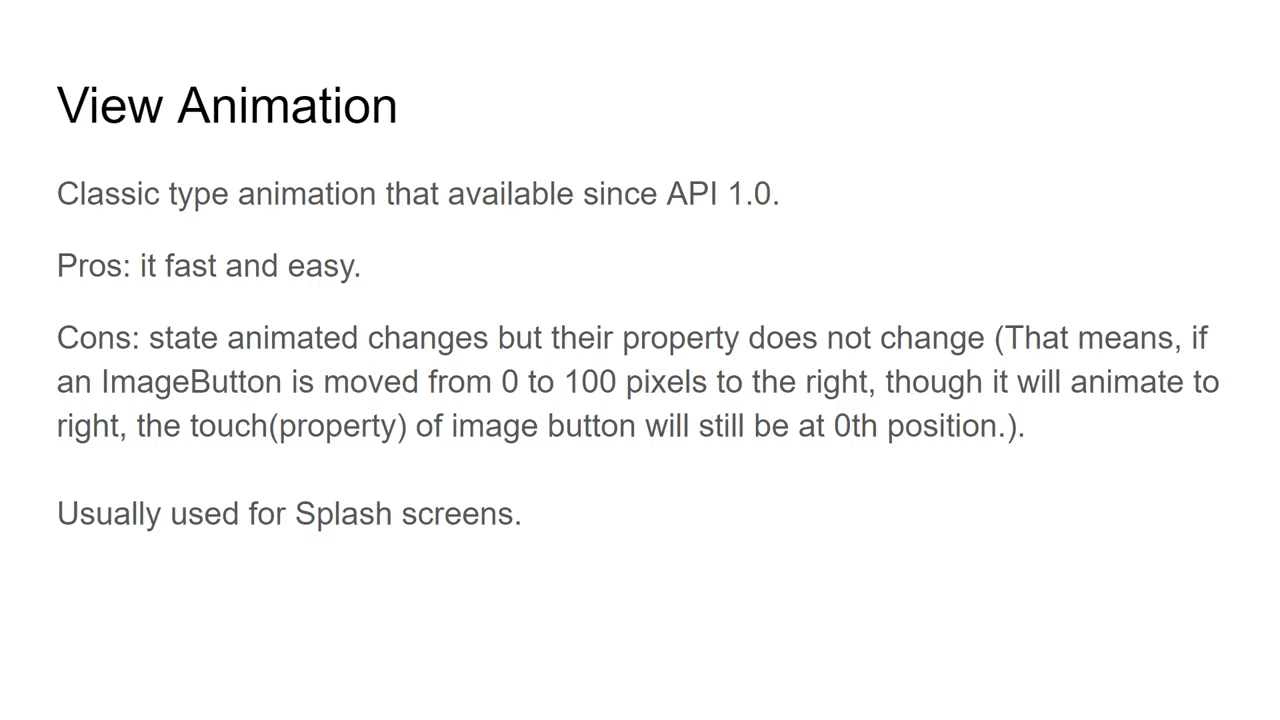 View Animation
Classic type animation that available since API 1.0.
Pros: it fast and easy.
Cons: state animated changes but their property does not change (That means, if
an ImageButton is moved from 0 to 100 pixels to the right, though it will animate to
right, the touch(property) of image button will still be at 0th position.).
Usually used for Splash screens.